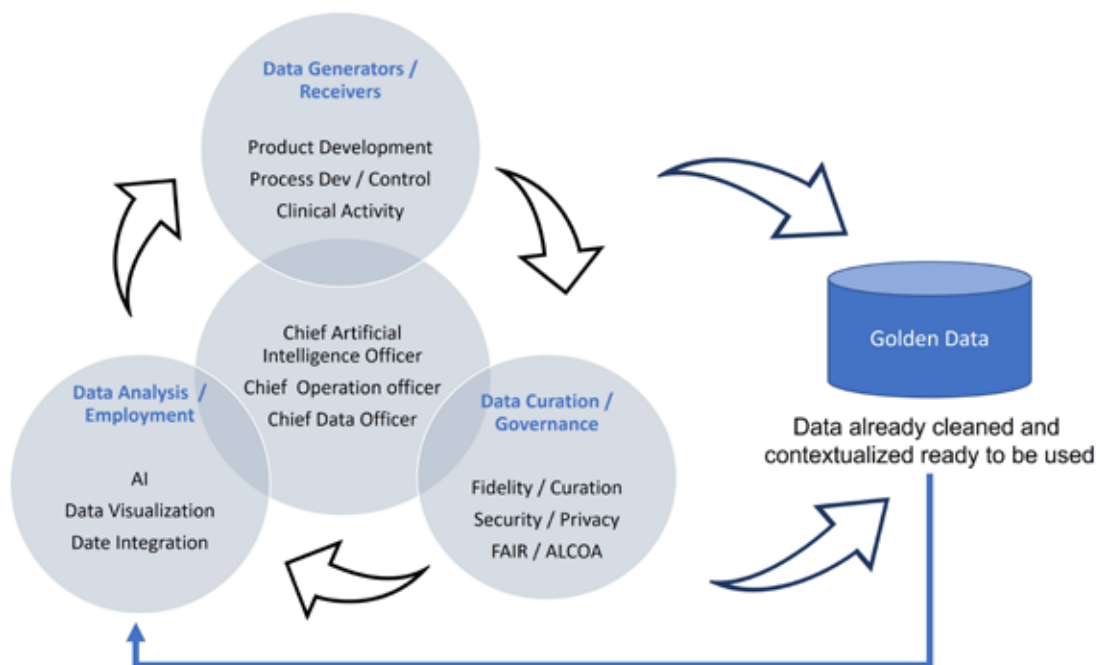 Data Generators /
Receivers
Product Development
Process Dev / Control
Clinical Activity
Chief Artificial
Intelligence Officer
Chief Operation officer
Chief Data Officer
Data Analysis /
Employment
AI
Data Visualization
Date Integration
Data Curation /
Governance
Fidelity / Curation
Security / Privacy
FAIR / ALCOA
Golden Data
Data already cleaned and
contextualized ready to be used